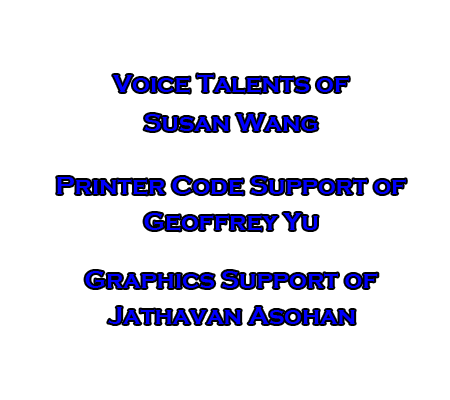 Voice Talents of
Susan Wang
Printer Code Support of
Geoffrey Yu
Graphics Support of
Jathavan Asohan